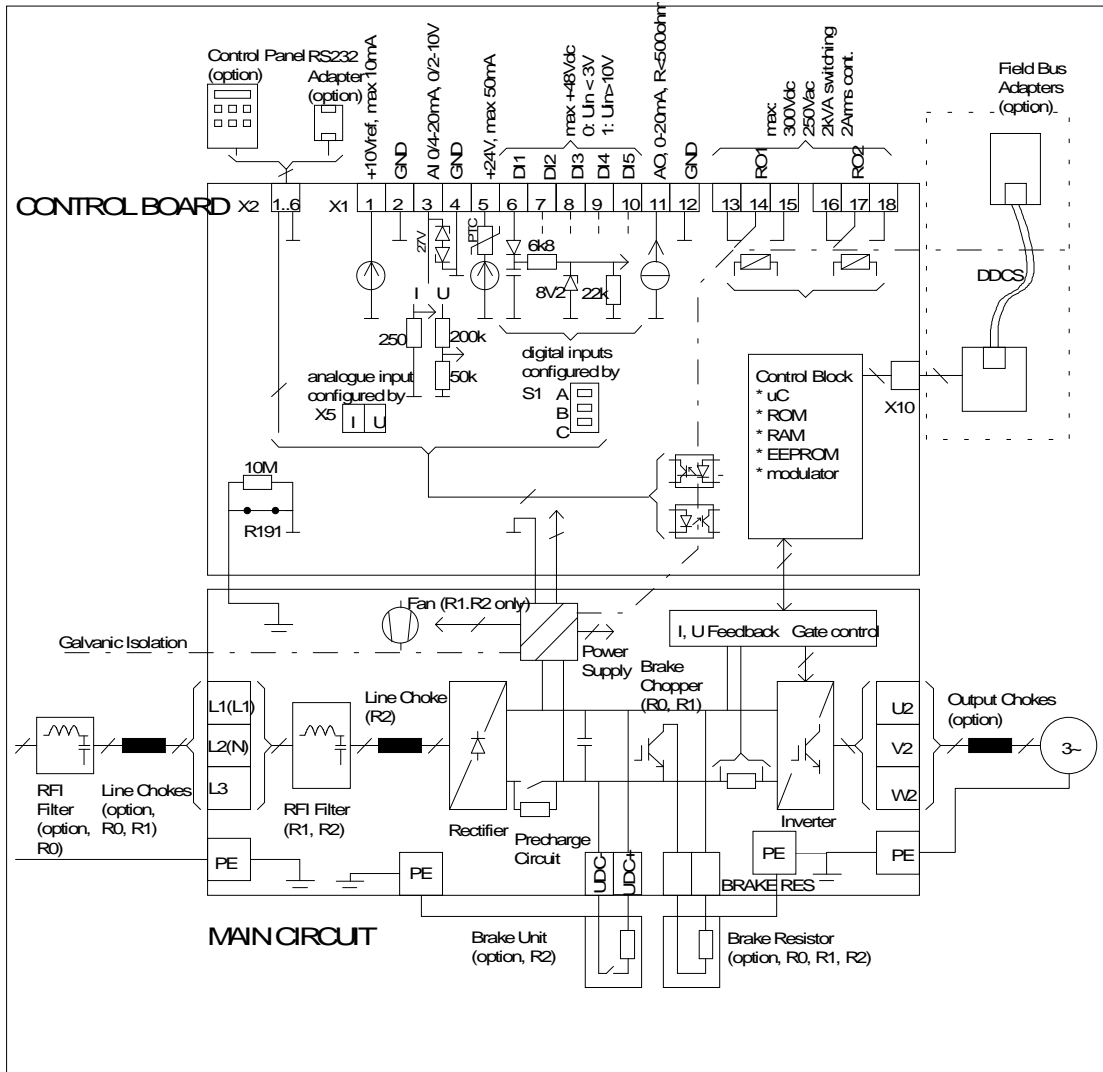 Control Panel
(option)
RS232
Adapter
(option)
+10Vref, max 10mA
GND
AI 0/4-20mA, 0/2-10V
GND
+24V, max 50mA
DI1
DI2
DI3
DI4
DI5
max +48Vdc
0: Uin < 3V
1: Uin>10V
AO, 0-20mA, R<500ohm
GND
RO1
RO2
max:
300Vdc
250Vac
2kVA switching
2Arms cont.
Field Bus
Adapters
(option)
CONTROL BOARD
X2
1..6
X1
1 2 3 4 5 6 7 8 9 10 11 12
13 14 15
16 17 18
27V
PTC
6k8
8V2
22k
DDCS
I U
250
200k
50k
analogue input
configured by
X5
I U
digital inputs
configured by
S1
A
B
C
Control Block
* uC
* ROM
* RAM
* EEPROM
* modulator
X10
10M
R191
Fan (R1.R2 only)
Galvanic Isolation
Power
Supply
I, U Feedback Gate control
Brake
Chopper
(R0, R1)
Line Choke
(R2)
Output Chokes
(option)
L1(L1)
L2(N)
L3
U2
V2
W2
3~
RFI
Filter
(option,
R0)
Line Chokes
(option,
R0, R1)
RFI Filter
(R1, R2)
Rectifier
Precharge
Circuit
Inverter
PE
PE
UDC-
UDC+
BRAKE RES
PE
PE
MAIN CIRCUIT
Brake Unit
(option, R2)
Brake Resistor
(option, R0, R1, R2)